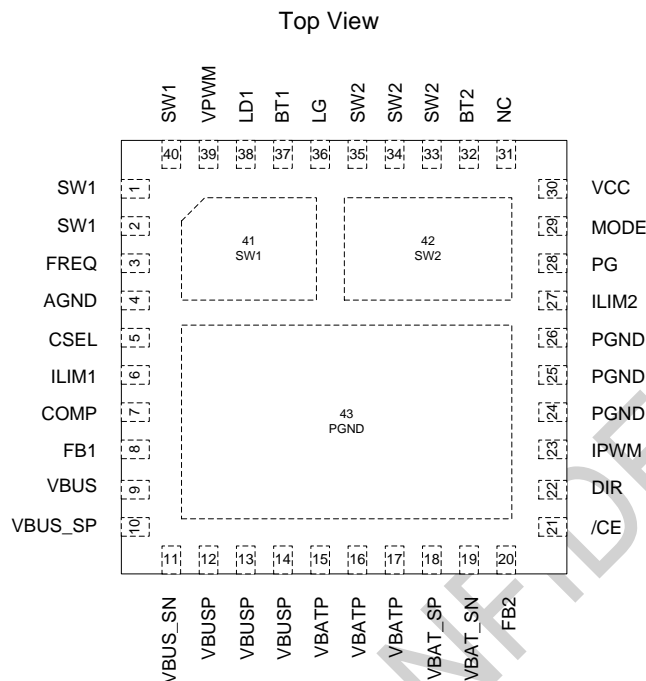 Top View
SW1
VPWM
LD1
BT1
LG
SW2
SW2
SW2
BT2
NC
40
39
38
37
36
35
34
33
32
31
SW1
1
30
VCC
SW1
2
29
MODE
FREQ
3
28
PG
AGND
4
27
ILIM2
CSEL
5
26
PGND
ILIM1
6
25
PGND
COMP
7
24
PGND
FB1
8
23
IPWM
VBUS
9
22
DIR
VBUS_SP
10
21
/CE
41
SW1
42
SW2
43
PGND
11
12
13
14
15
16
17
18
19
20
VBUS_SN
VBUSP
VBUSP
VBUSP
VBATP
VBATP
VBATP
VBAT_SP
VBAT_SN
FB2
NFIDE